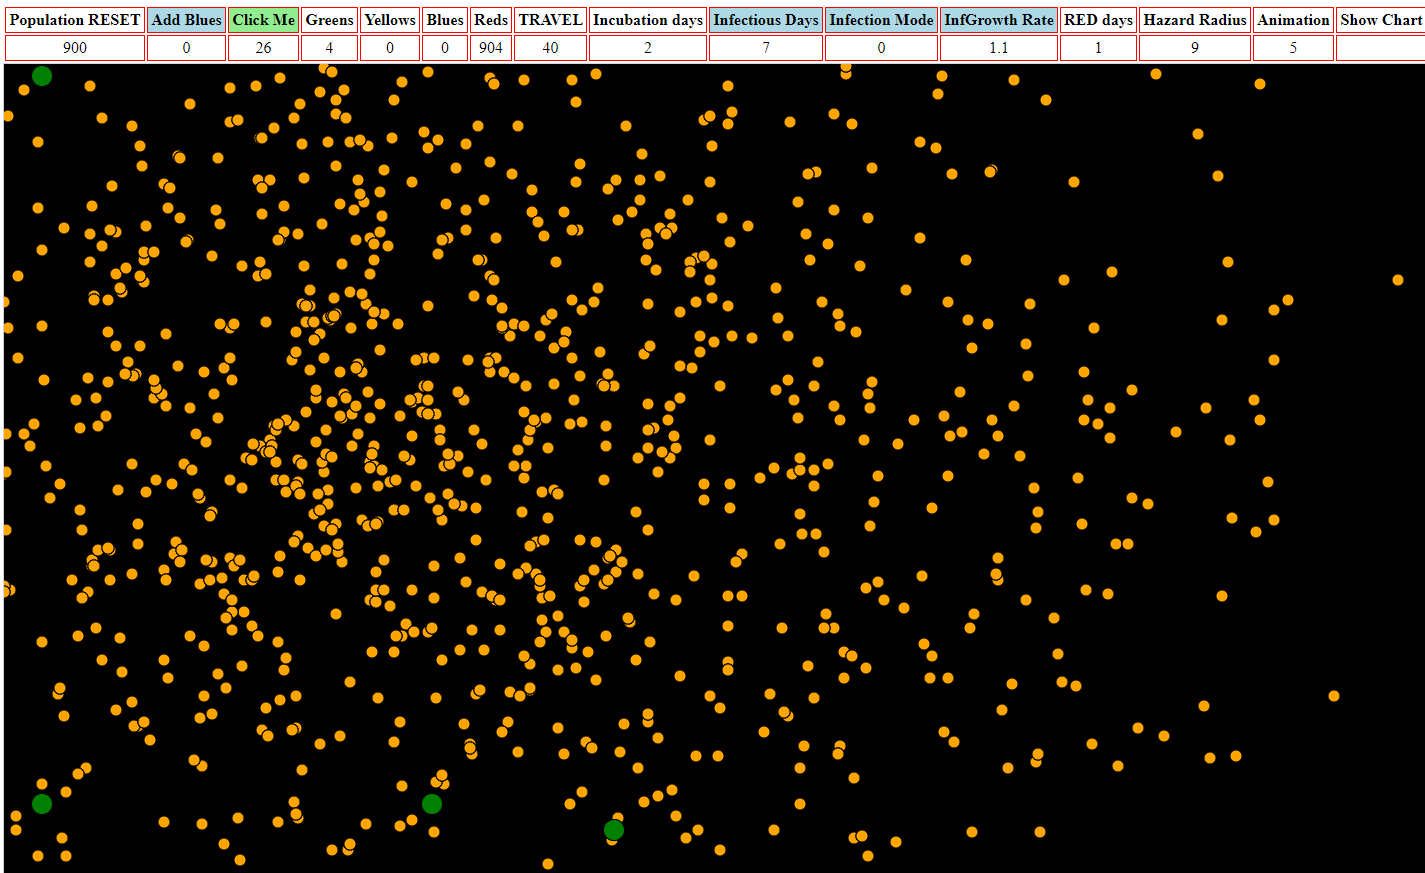 Population RESET Add Blues Click Me Greens Yellows Blues Reds TRAVEL Incubation days Infectious Days Infection Mode InfGrowth Rate RED days Hazard Radius Animation Show Chart
900 0 26 4 0 0 904 40 2 7 0 1.1 1 9 5